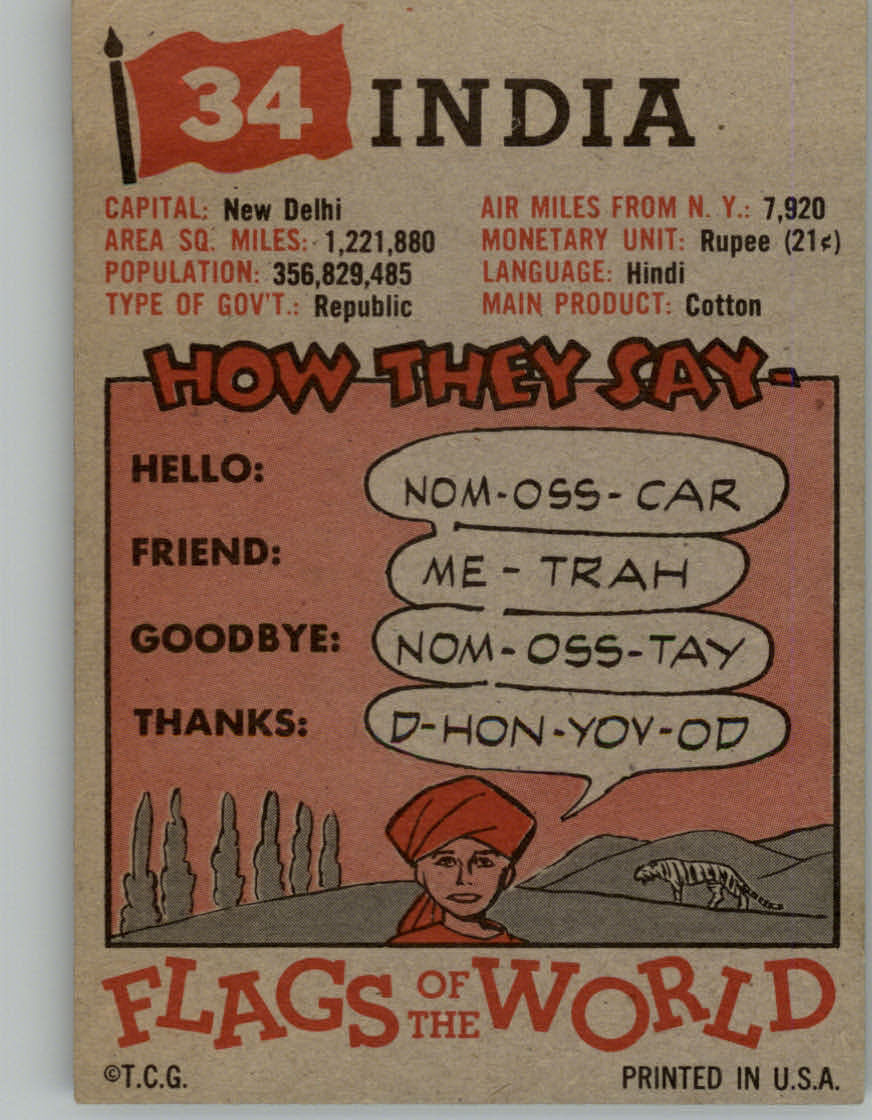 34 INDIA
CAPITAL: New Delhi
AREA SQ. MILES: 1,221,880
POPULATION: 356,829,485
TYPE OF GOV'T.: Republic
AIR MILES FROM N. Y.: 7,920
MONETARY UNIT: Rupee (21¢)
LANGUAGE: Hindi
MAIN PRODUCT: Cotton
HOW THEY SAY-
HELLO: NOM-OSS-CAR
FRIEND: ME-TRAH
GOODBYE: NOM-OSS-TAY
THANKS: D-HON-YOV-OD
FLAGS OF THE WORLD
©T.C.G. PRINTED IN U.S.A.